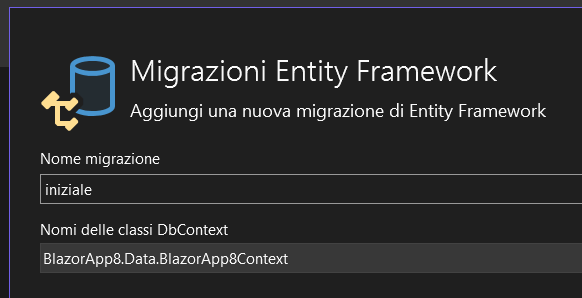 Migrazioni Entity Framework
Aggiungi una nuova migrazione di Entity Framework
Nome migrazione
iniziale
Nomi delle classi DbContext
BlazorApp8.Data.BlazorApp8Context